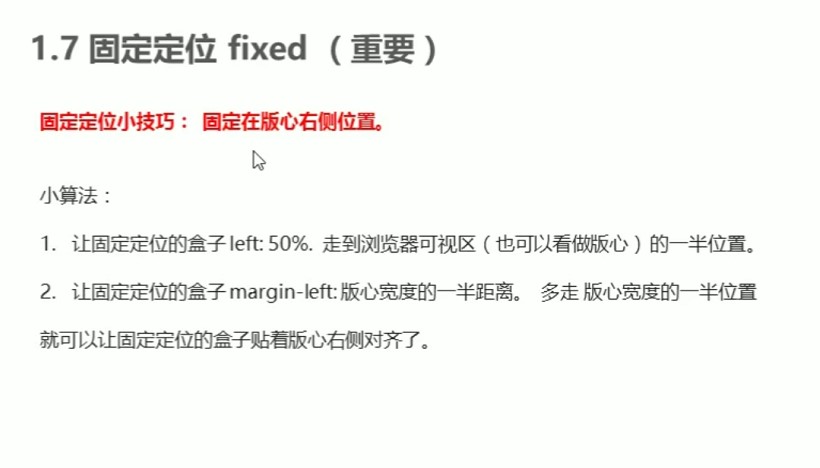 1.7 固定定位 fixed （重要）
固定定位小技巧： 固定在版心右侧位置。
小算法：
1. 让固定定位的盒子 left: 50%. 走到浏览器可视区（也可以看做版心）的一半位置。
2. 让固定定位的盒子 margin-left: 版心宽度的一半距离。 多走 版心宽度的一半位置
就可以让固定定位的盒子贴着版心右侧对齐了。